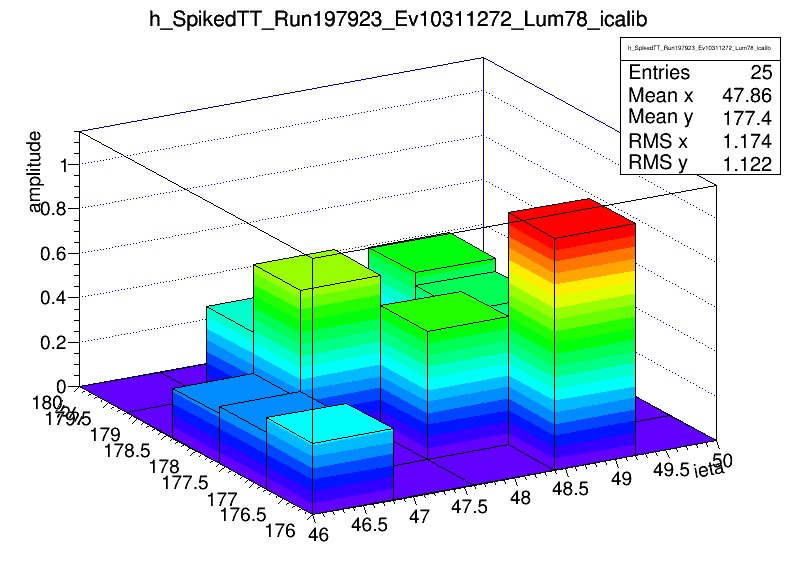 h_SpikedTT_Run197923_Ev10311272_Lum78_icalib
h_SpikedTT_Run197923_Ev10311272_Lum78_icalib
Entries 25
Mean x 47.86
Mean y 177.4
RMS x 1.174
RMS y 1.122
amplitude
1
0.8
0.6
0.4
0.2
0
180
179.5
179
178.5
178
177.5
177
176.5
176
46
46.5
47
47.5
48
48.5
49
49.5
50
ieta